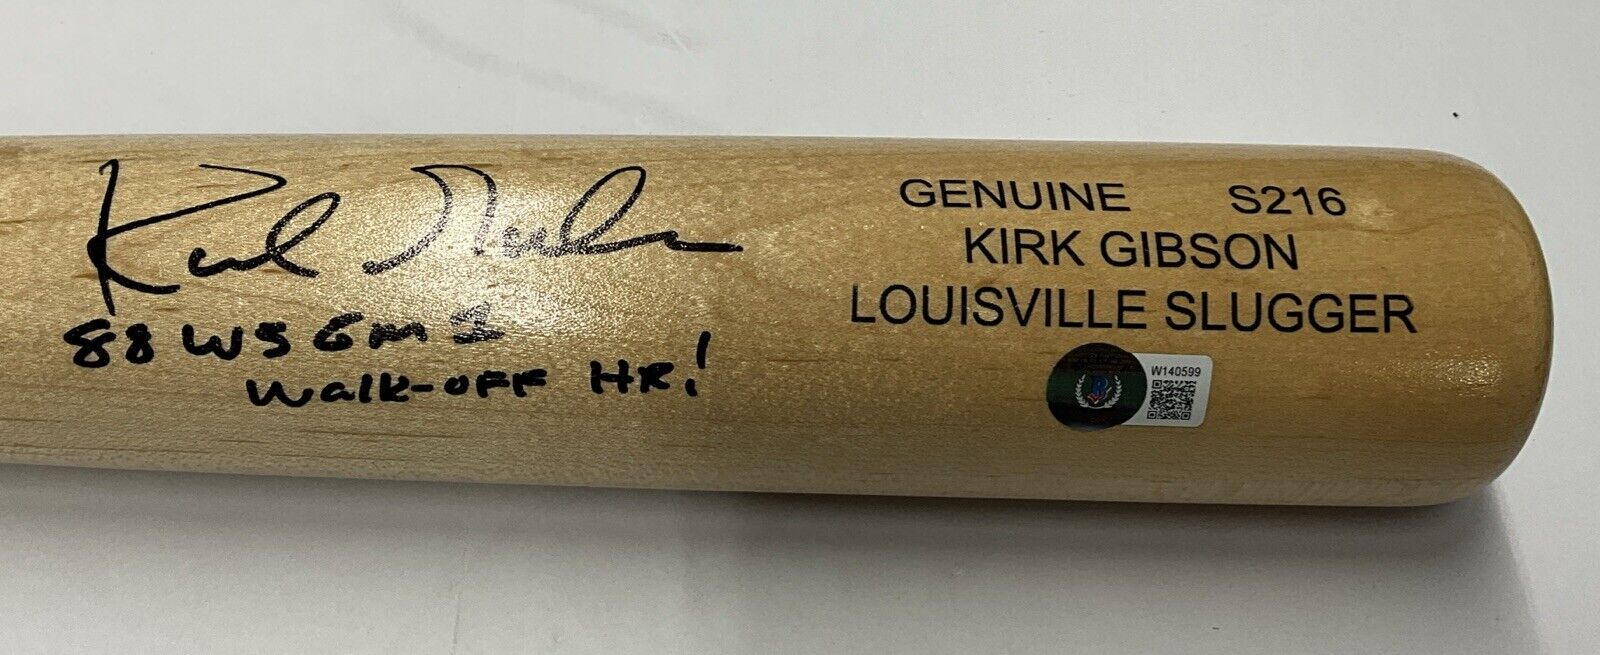 Kirk Gibson
88 WS GM 1
Walk-OFF HR!
GENUINE S216
KIRK GIBSON
LOUISVILLE SLUGGER
W140599